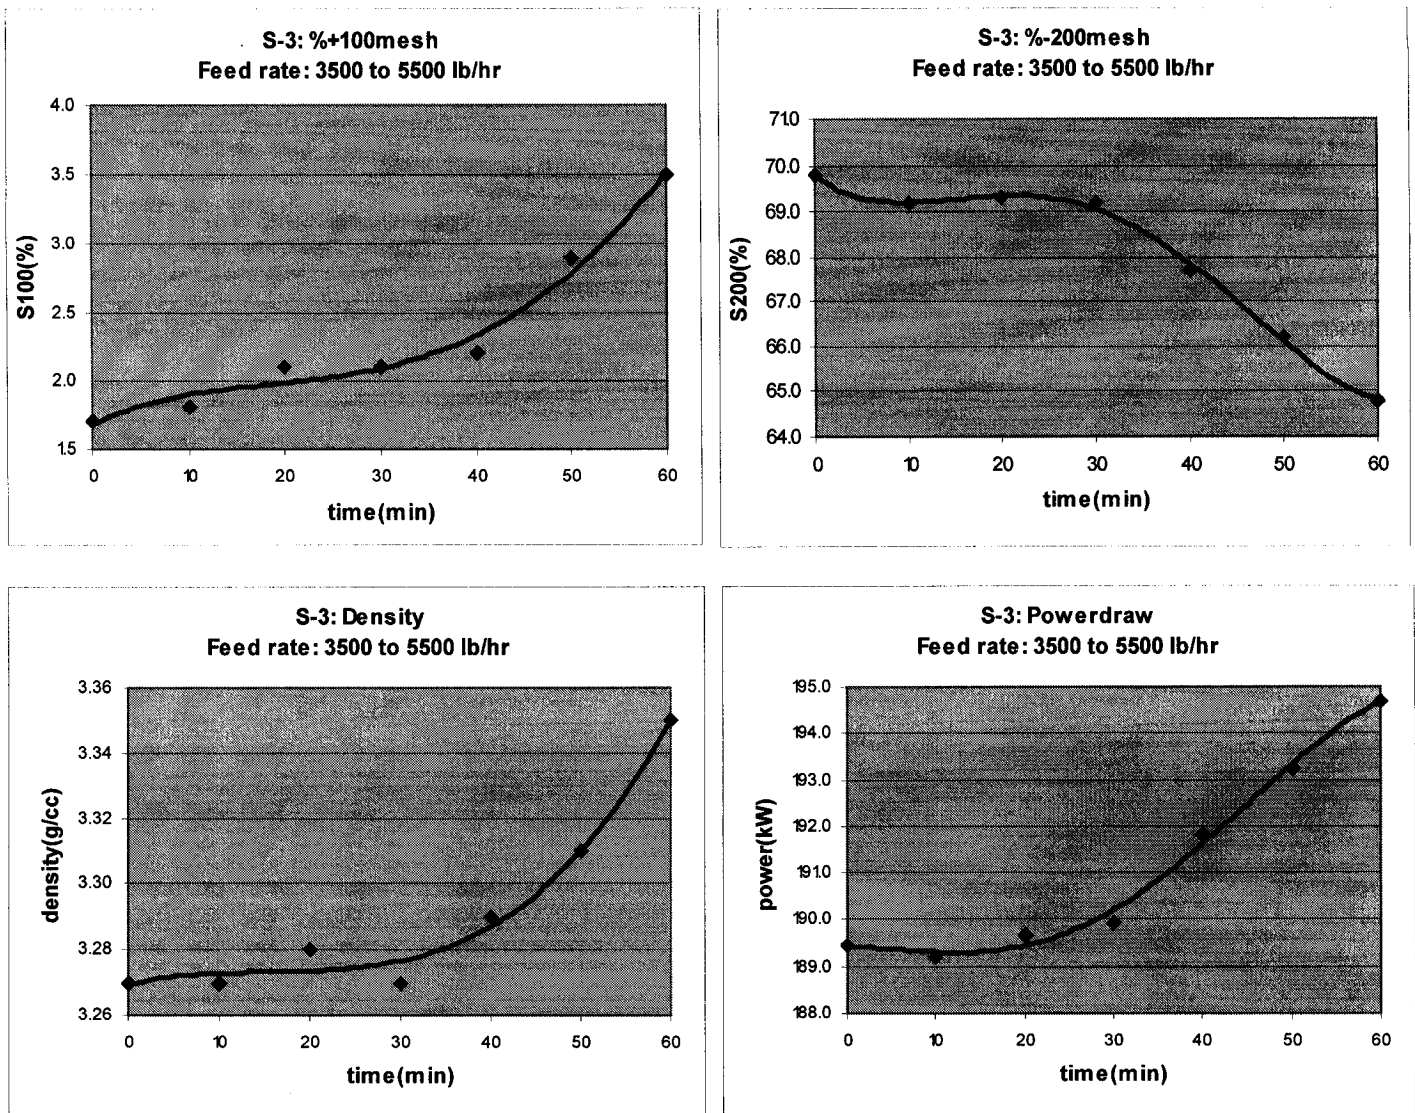 S-3: %+100mesh
Feed rate: 3500 to 5500 lb/hr
4.0
3.5
3.0
2.5
2.0
1.5
S100(%)
0 10 20 30 40 50 60
time(min)
S-3: %-200mesh
Feed rate: 3500 to 5500 lb/hr
71.0
70.0
69.0
68.0
67.0
66.0
65.0
64.0
S200(%)
0 10 20 30 40 50 60
time(min)
S-3: Density
Feed rate: 3500 to 5500 lb/hr
3.36
3.34
3.32
3.30
3.28
3.26
density(g/cc)
0 10 20 30 40 50 60
time(min)
S-3: Powerdraw
Feed rate: 3500 to 5500 lb/hr
195.0
194.0
193.0
192.0
191.0
190.0
189.0
188.0
power(kW)
0 10 20 30 40 50 60
time(min)